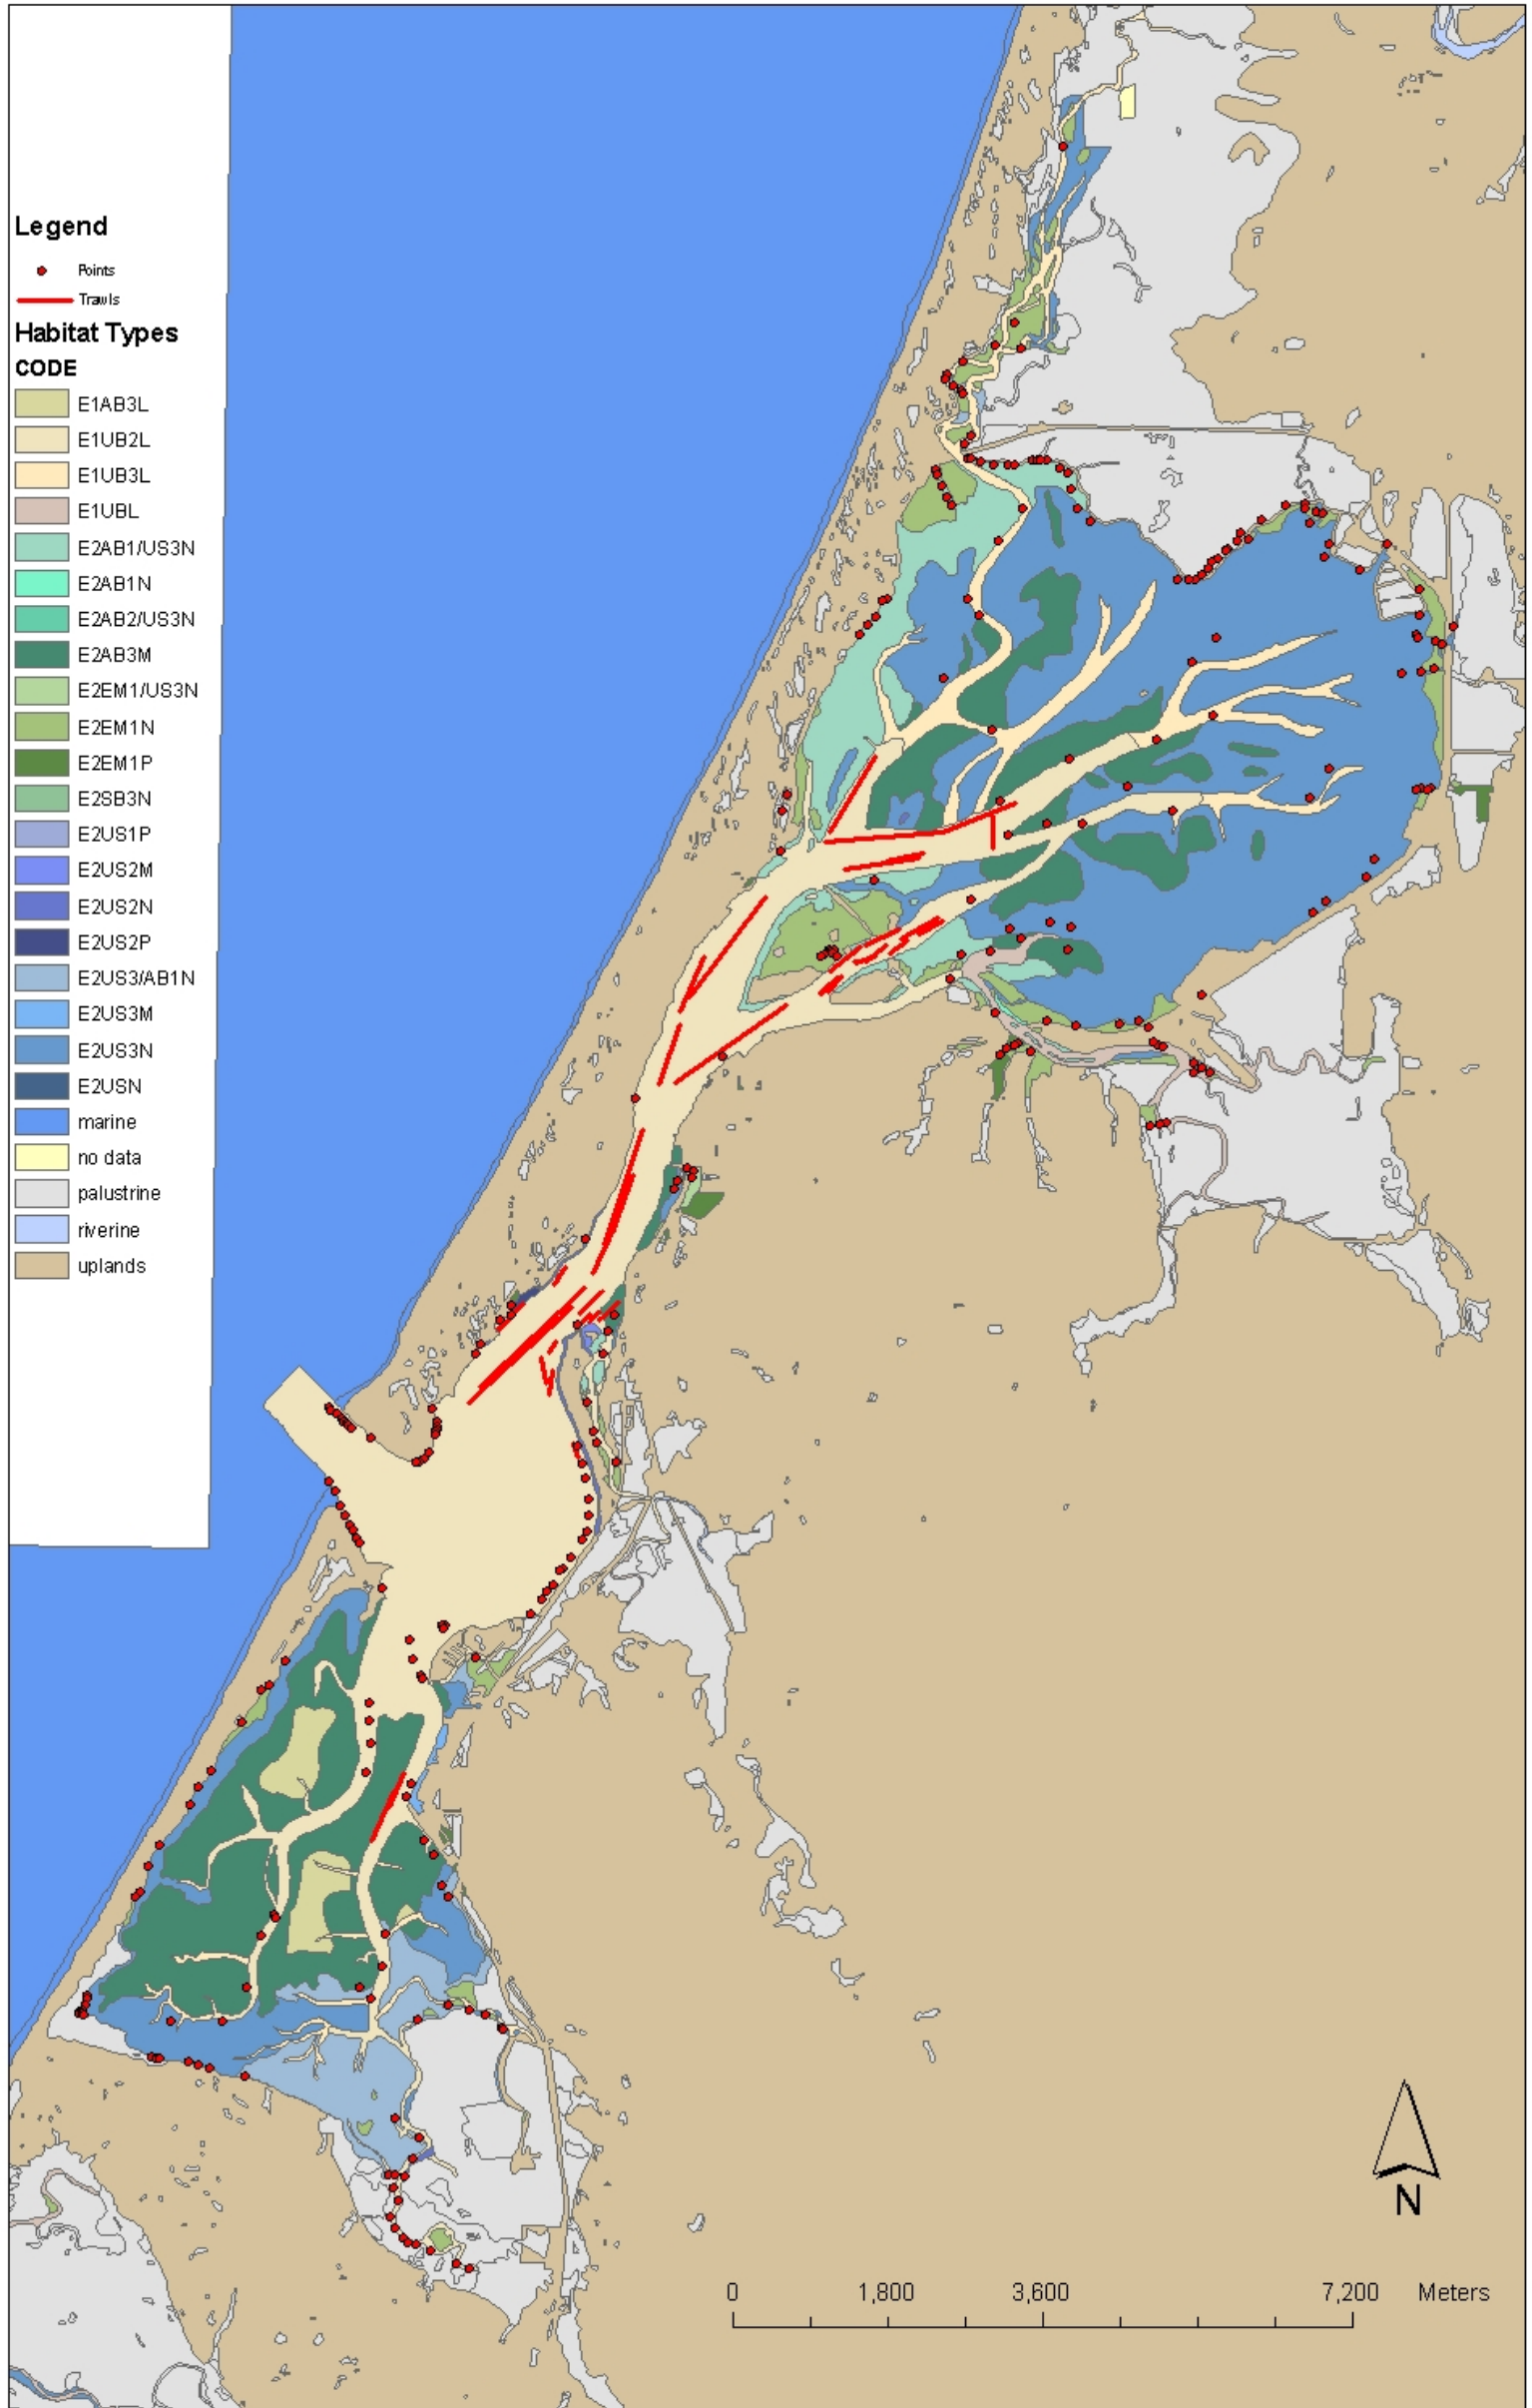 Legend
Points
Trawls
Habitat Types
CODE
E1AB3L
E1UB2L
E1UB3L
E1UBL
E2AB1/US3N
E2AB1N
E2AB2/US3N
E2AB3M
E2EM1/US3N
E2EM1N
E2EM1P
E2SB3N
E2US1P
E2US2M
E2US2N
E2US2P
E2US3/AB1N
E2US3M
E2US3N
E2USN
marine
no data
palustrine
riverine
uplands
N
0 1,800 3,600 7,200 Meters